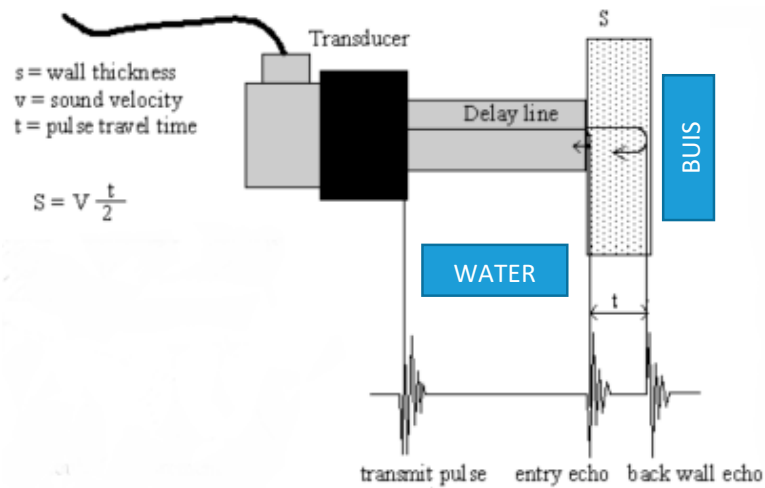 S
Transducer
s = wall thickness
v = sound velocity
t = pulse travel time
Delay line
BUIS
S = V t/2
WATER
t
transmit pulse
entry echo
back wall echo